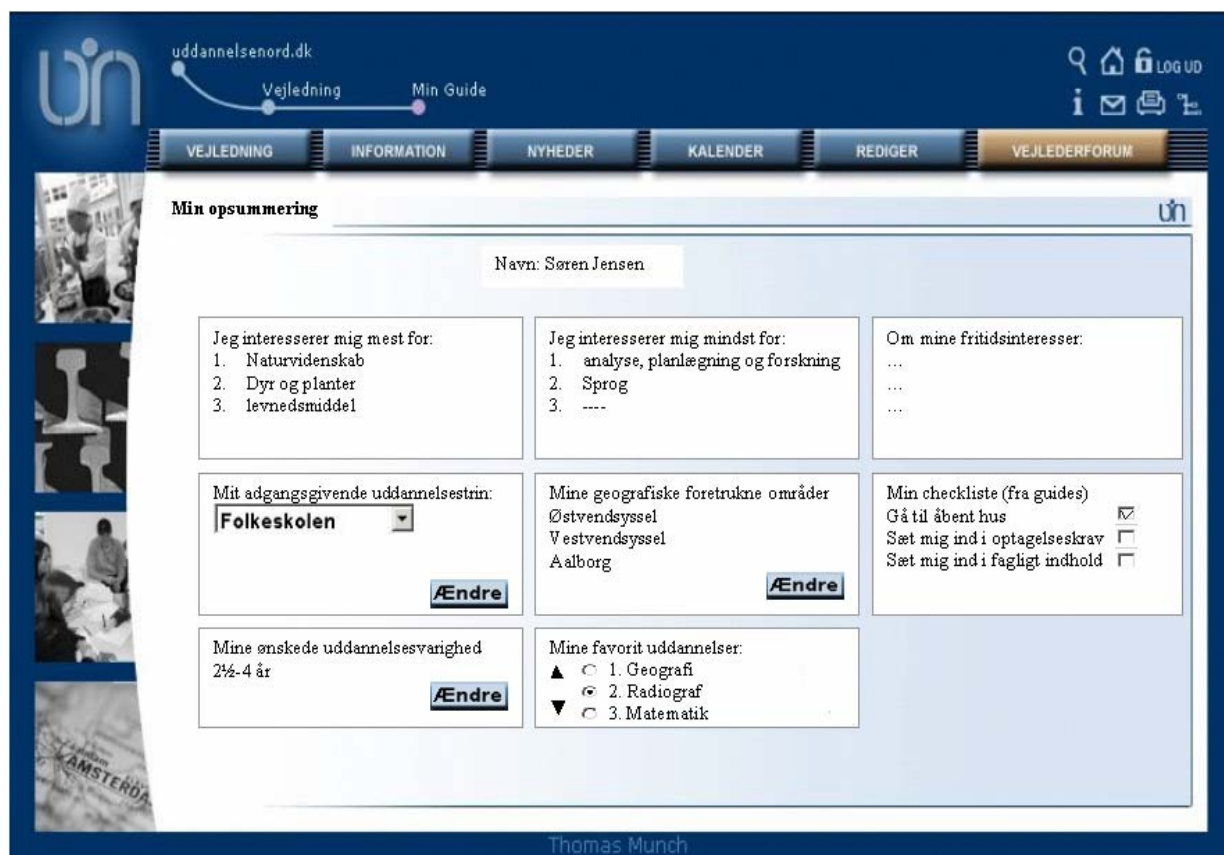 uddannelsenord.dk
Vejledning Min Guide
LOG UD
VEJLEDNING INFORMATION NYHEDER KALENDER REDIGER VEJLEDERFORUM
Min opsummering
Navn: Søren Jensen
Jeg interesserer mig mest for:
1. Naturvidenskab
2. Dyr og planter
3. levnedsmiddel
Jeg interesserer mig mindst for:
1. analyse, planlægning og forskning
2. Sprog
3. ----
Om mine fritidsinteresser:
...
...
...
Mit adgangsgivende uddannelsestrin:
Folkeskolen
Ændre
Mine geografiske foretrukne områder
Østvendsyssel
Vestvendsyssel
Aalborg
Ændre
Min checkliste (fra guides)
Gå til åbent hus
Sæt mig ind i optagelseskrav
Sæt mig ind i fagligt indhold
Mine ønskede uddannelsesvarighed
2½-4 år
Ændre
Mine favorit uddannelser:
1. Geografi
2. Radiograf
3. Matematik
AMSTERDA
Thomas Munch